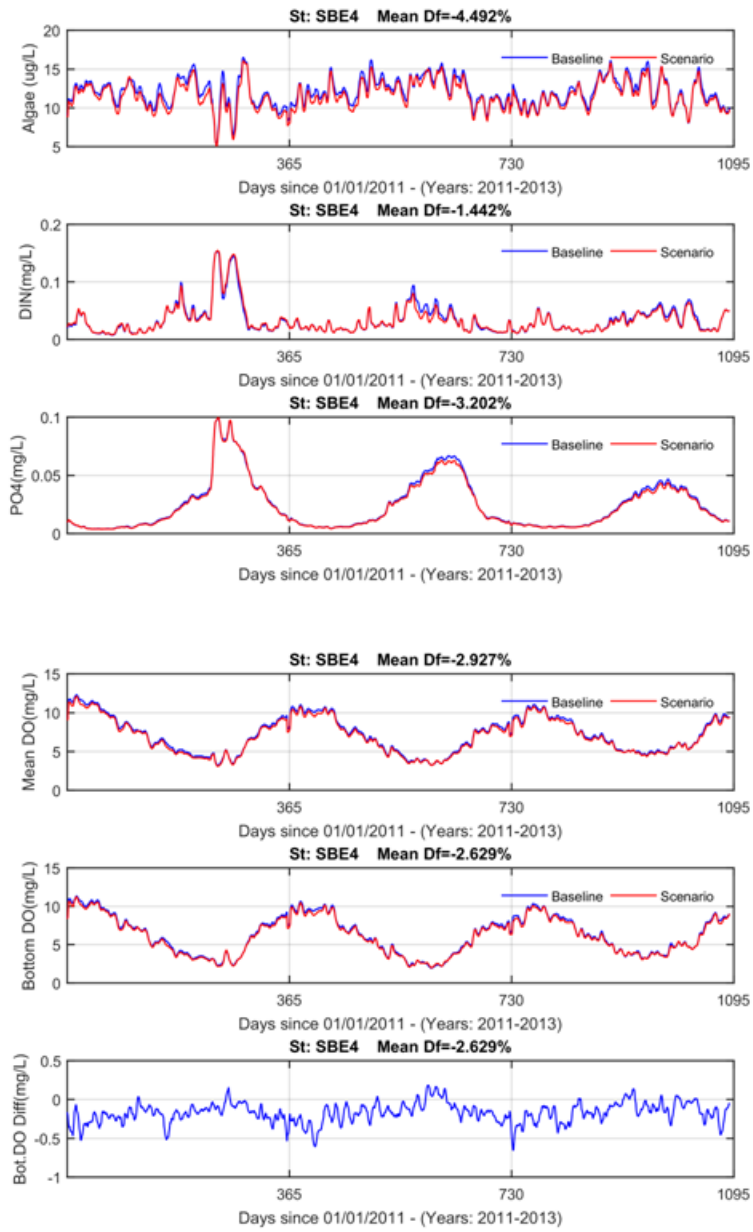 St: SBE4 Mean Df=-4.492%
Algae (ug/L)
20
15
10
5
Baseline Scenario
365 730 1095
Days since 01/01/2011 - (Years: 2011-2013)
St: SBE4 Mean Df=-1.442%
DIN(mg/L)
0.2
0.1
0
Baseline Scenario
365 730 1095
Days since 01/01/2011 - (Years: 2011-2013)
St: SBE4 Mean Df=-3.202%
PO4(mg/L)
0.1
0.05
0
Baseline Scenario
365 730 1095
Days since 01/01/2011 - (Years: 2011-2013)
St: SBE4 Mean Df=-2.927%
Mean DO(mg/L)
15
10
5
0
Baseline Scenario
365 730 1095
Days since 01/01/2011 - (Years: 2011-2013)
St: SBE4 Mean Df=-2.629%
Bottom DO(mg/L)
15
10
5
0
Baseline Scenario
365 730 1095
Days since 01/01/2011 - (Years: 2011-2013)
St: SBE4 Mean Df=-2.629%
Bot.DO Diff(mg/L)
0.5
0
-0.5
-1
365 730 1095
Days since 01/01/2011 - (Years: 2011-2013)